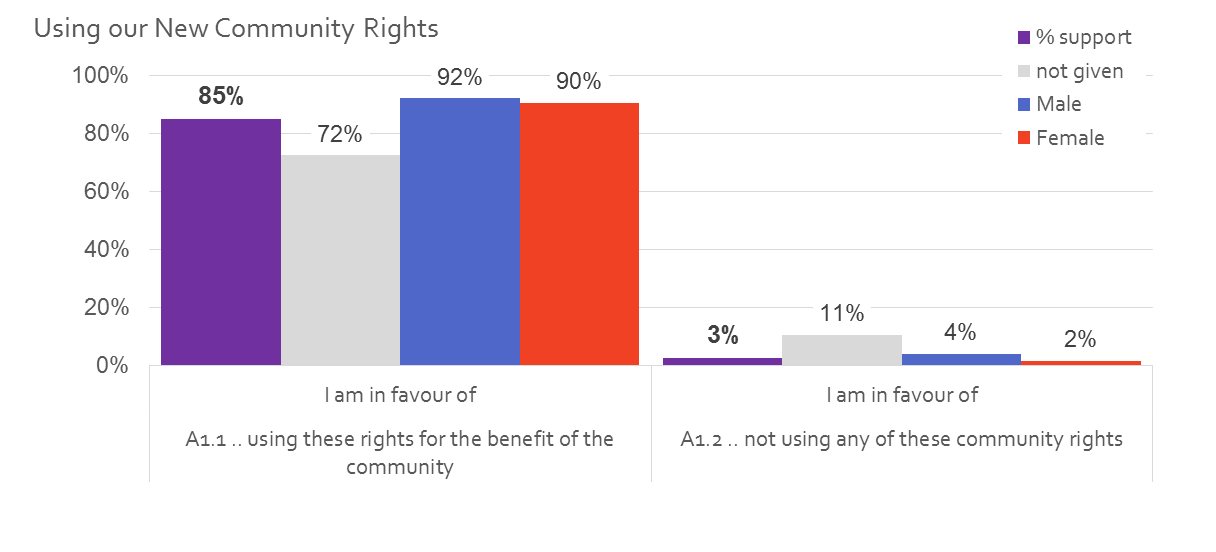 Using our New Community Rights
% support
not given
Male
Female
100%
80%
60%
40%
20%
0%
85%
72%
92%
90%
3%
11%
4%
2%
I am in favour of
A1.1 .. using these rights for the benefit of the
community
I am in favour of
A1.2 .. not using any of these community rights